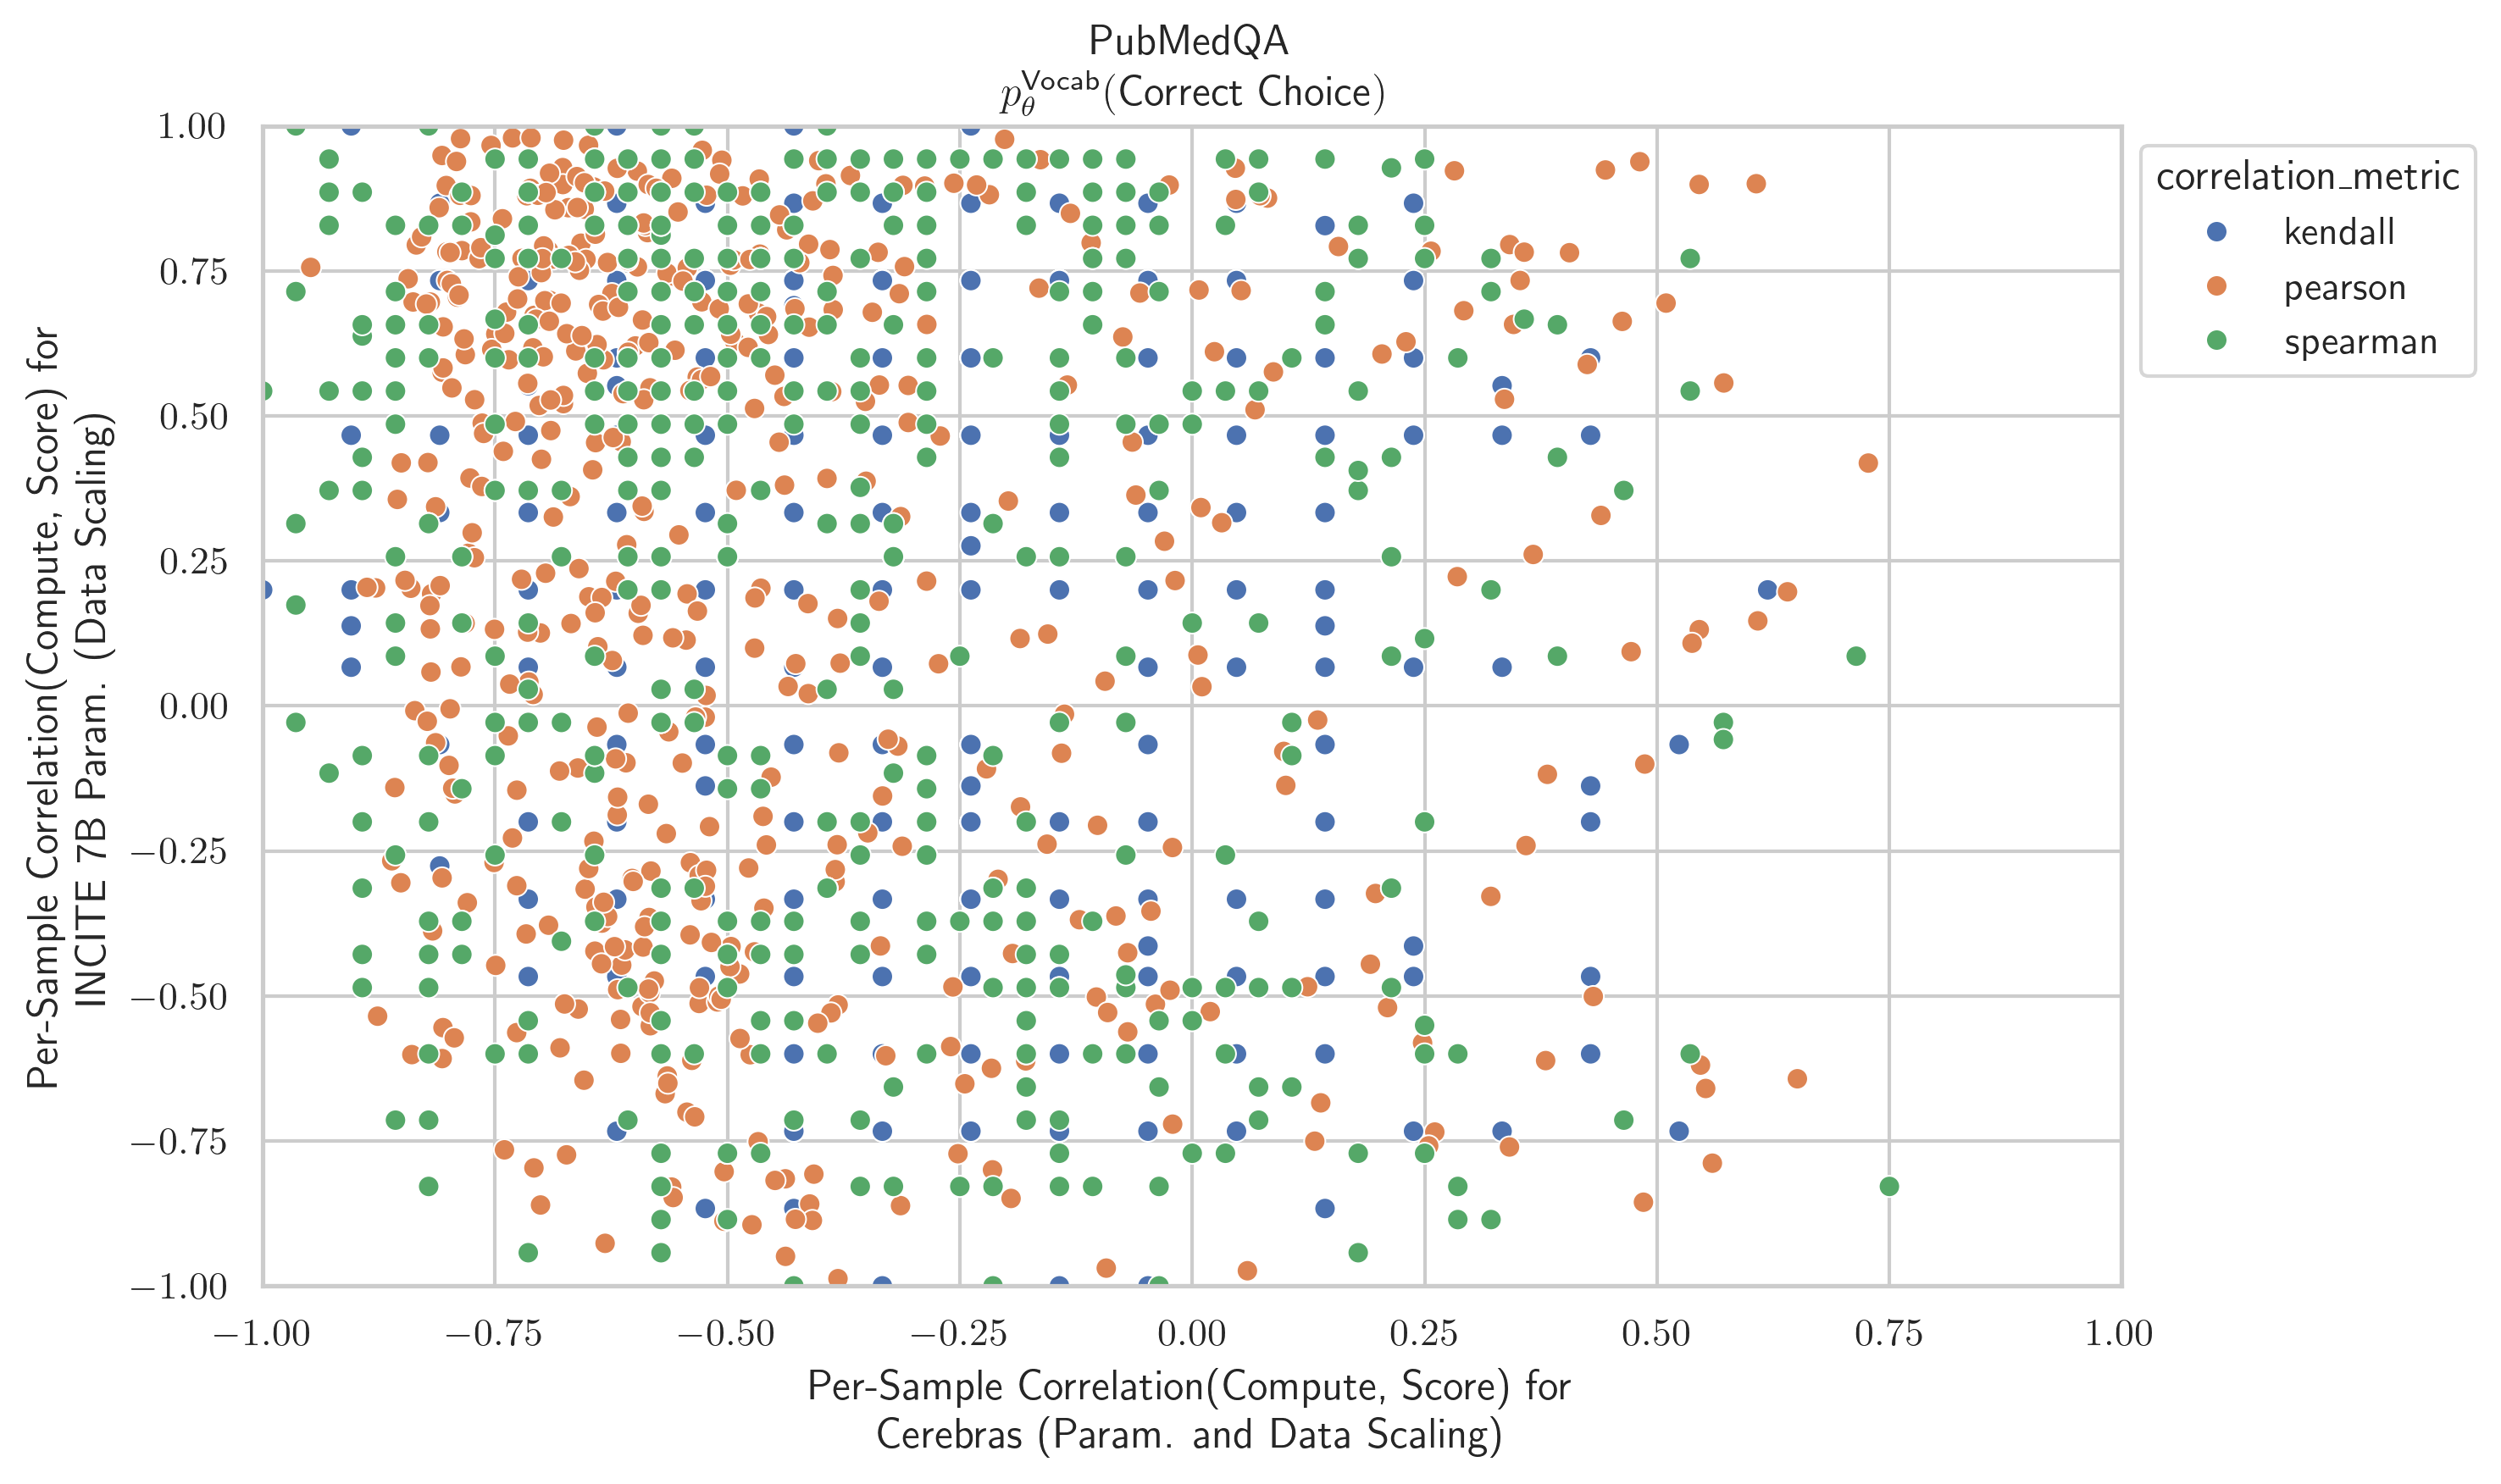 PubMedQA
p_θ^Vocab(Correct Choice)
Per-Sample Correlation(Compute, Score) for
INCITE 7B Param. (Data Scaling)
1.00
0.75
0.50
0.25
0.00
−0.25
−0.50
−0.75
−1.00
−1.00 −0.75 −0.50 −0.25 0.00 0.25 0.50 0.75 1.00
Per-Sample Correlation(Compute, Score) for
Cerebras (Param. and Data Scaling)
correlation_metric
kendall
pearson
spearman